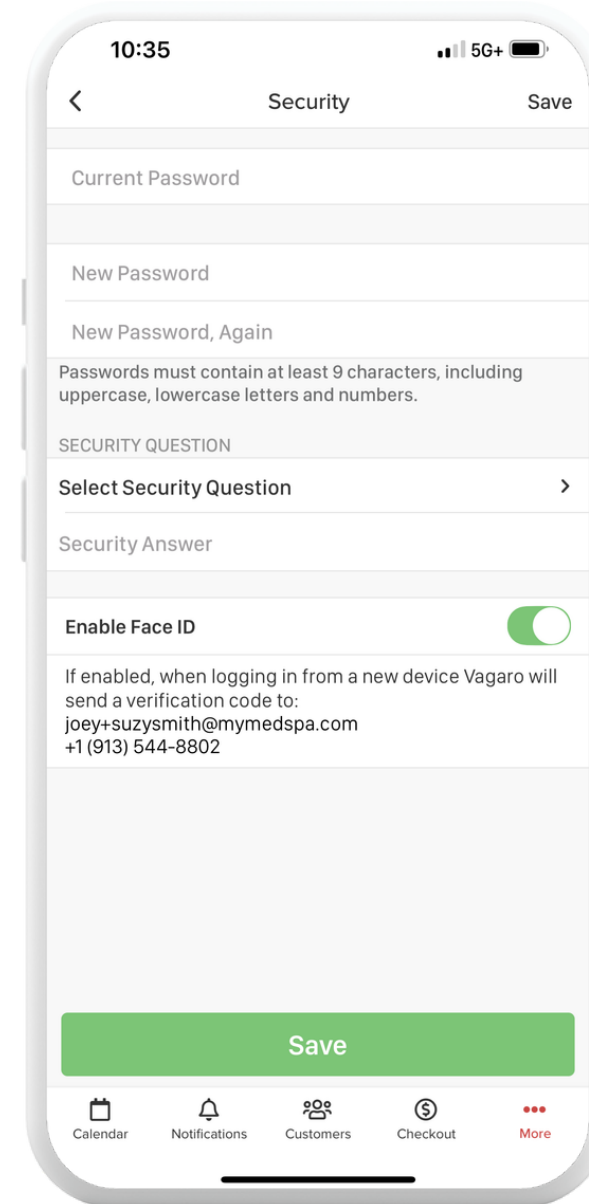 10:35
5G+
Security
Save
Current Password
New Password
New Password, Again
Passwords must contain at least 9 characters, including
uppercase, lowercase letters and numbers.
SECURITY QUESTION
Select Security Question
Security Answer
Enable Face ID
If enabled, when logging in from a new device Vagaro will
send a verification code to:
joey+suzysmith@mymedspa.com
+1 (913) 544-8802
Save
Calendar
Notifications
Customers
Checkout
More